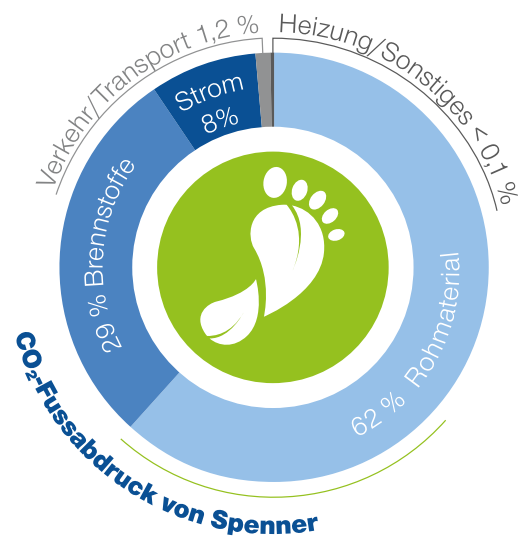 Verkehr/Transport 1,2 %
Heizung/Sonstiges < 0,1 %
Strom
8%
29 % Brennstoffe
62 % Rohmaterial
CO₂-Fussabdruck von Spenner